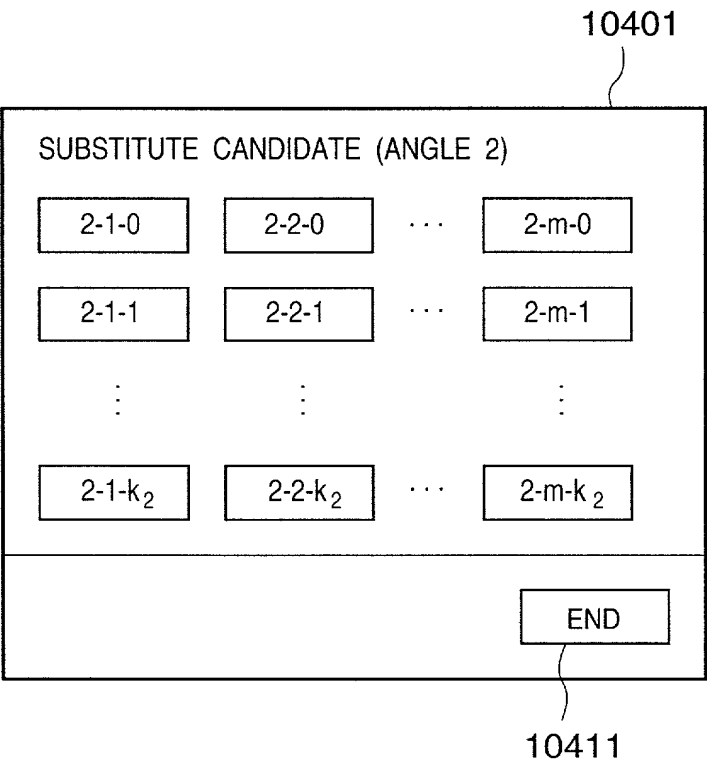 10401
SUBSTITUTE CANDIDATE (ANGLE 2)
2-1-0 2-2-0 ··· 2-m-0
2-1-1 2-2-1 ··· 2-m-1
⋮ ⋮ ⋮
2-1-k₂ 2-2-k₂ ··· 2-m-k₂
END
10411